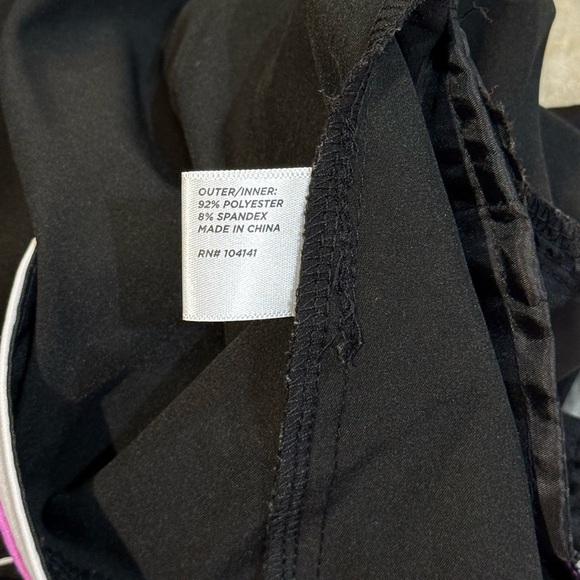 OUTER/INNER:
92% POLYESTER
8% SPANDEX
MADE IN CHINA
RN# 104141